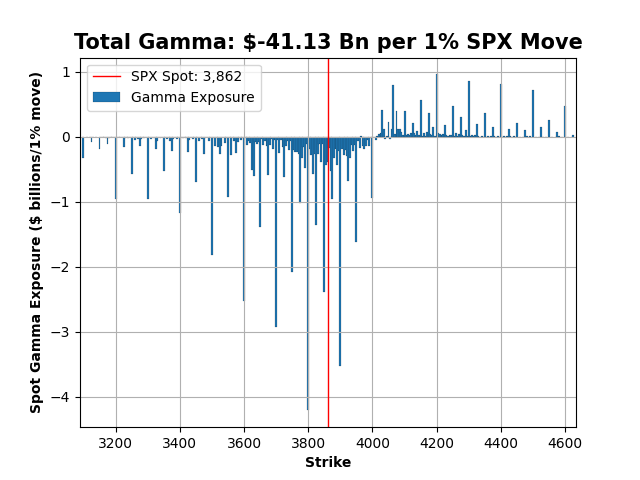 Total Gamma: $-41.13 Bn per 1% SPX Move
SPX Spot: 3,862
Gamma Exposure
Spot Gamma Exposure ($ billions/1% move)
1
0
−1
−2
−3
−4
3200 3400 3600 3800 4000 4200 4400 4600
Strike